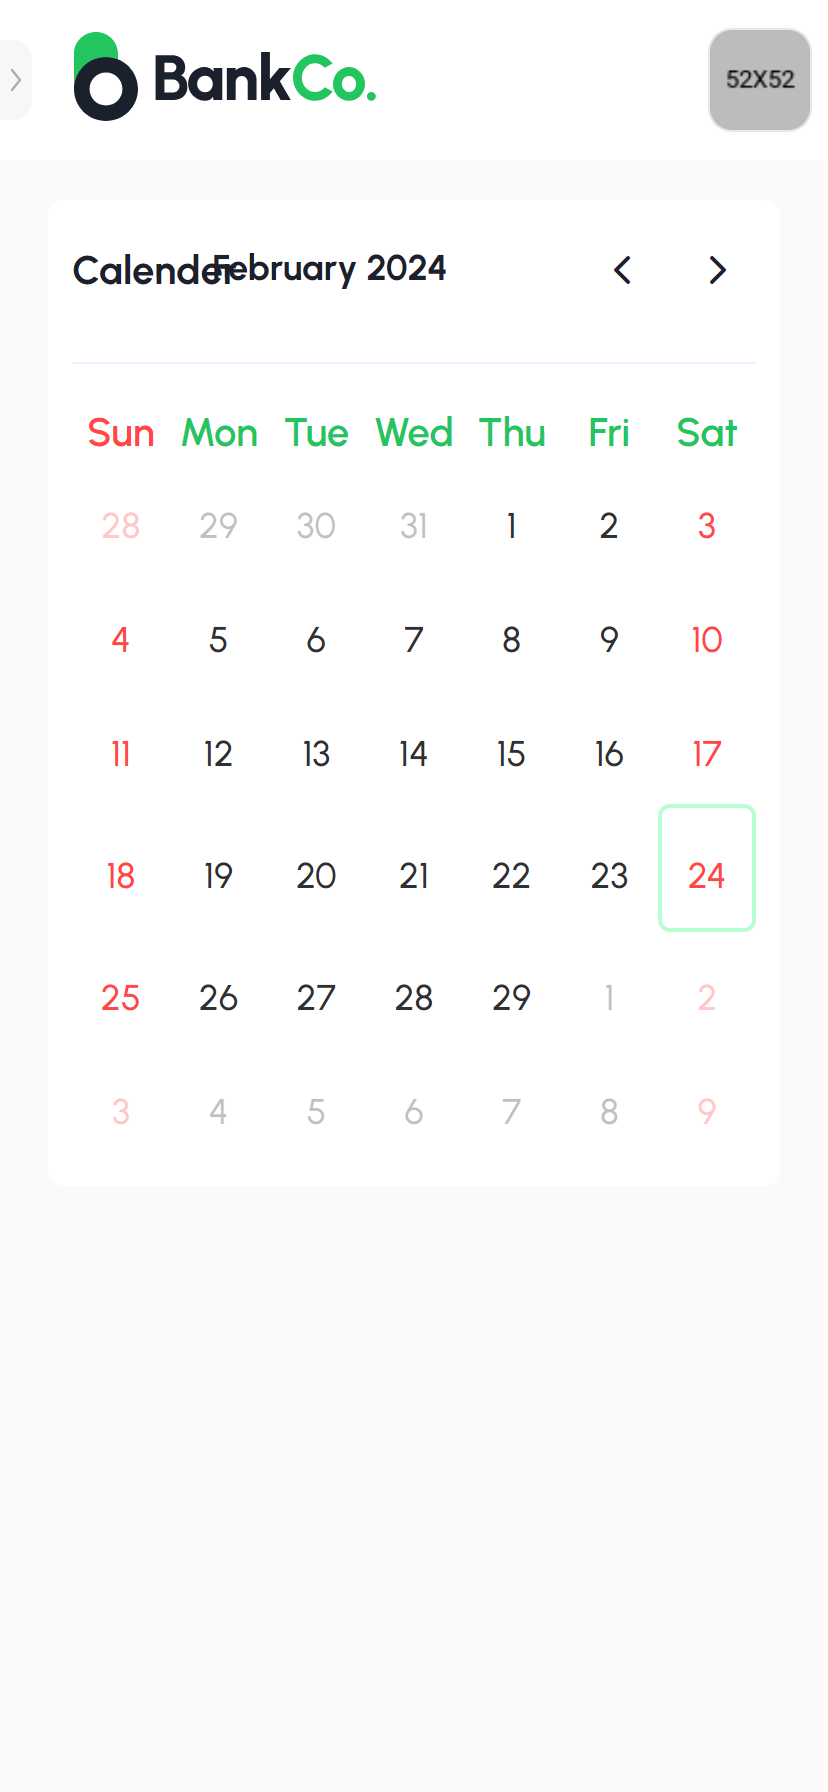 BankCo.
52X52
Calender February 2024
Sun Mon Tue Wed Thu Fri Sat
28 29 30 31 1 2 3
4 5 6 7 8 9 10
11 12 13 14 15 16 17
18 19 20 21 22 23 24
25 26 27 28 29 1 2
3 4 5 6 7 8 9